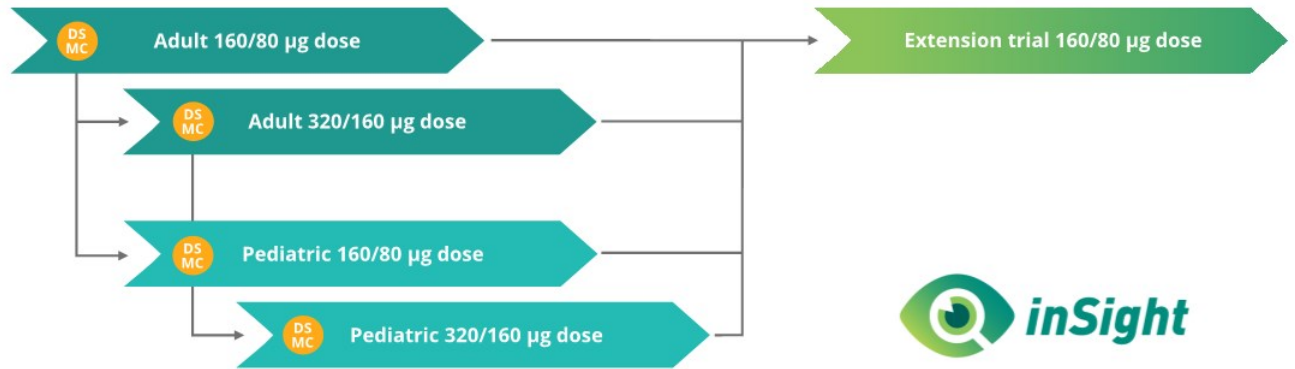 DS
MC
Adult 160/80 µg dose
Extension trial 160/80 µg dose
DS
MC
Adult 320/160 µg dose
DS
MC
Pediatric 160/80 µg dose
DS
MC
Pediatric 320/160 µg dose
inSight